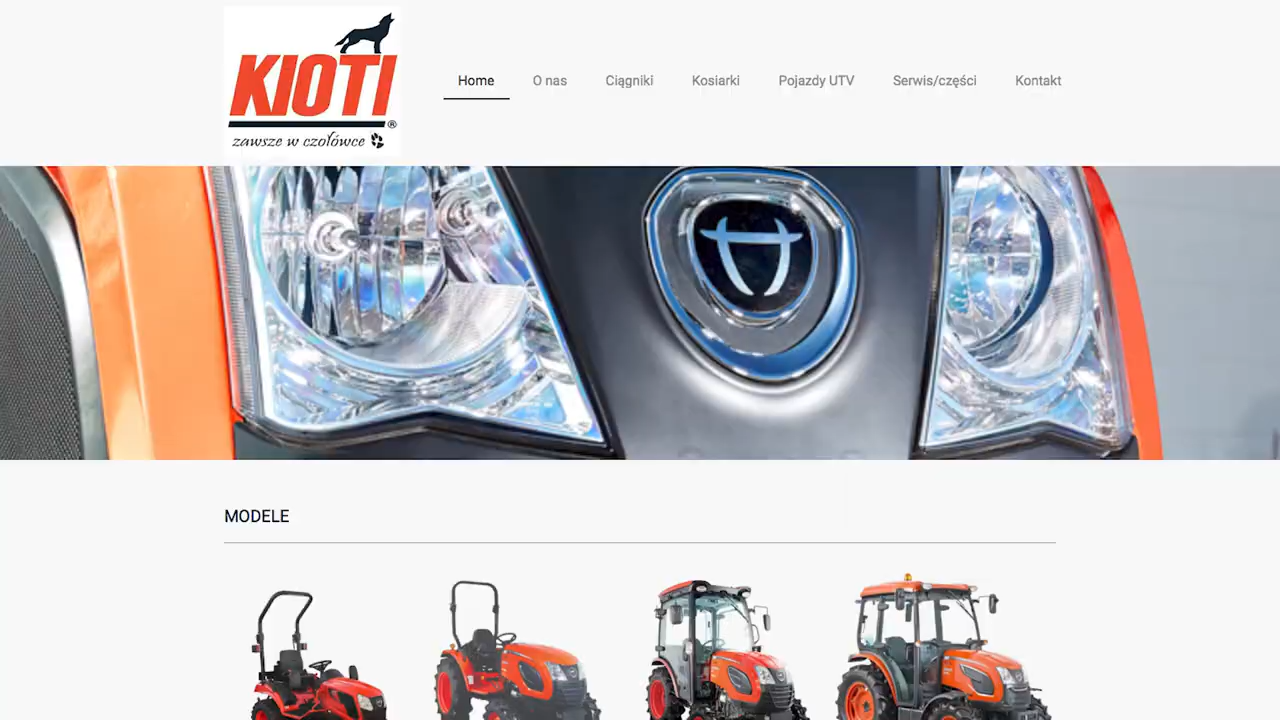 KIOTI
®
zawsze w czołówce
Home
O nas
Ciągniki
Kosiarki
Pojazdy UTV
Serwis/części
Kontakt
MODELE